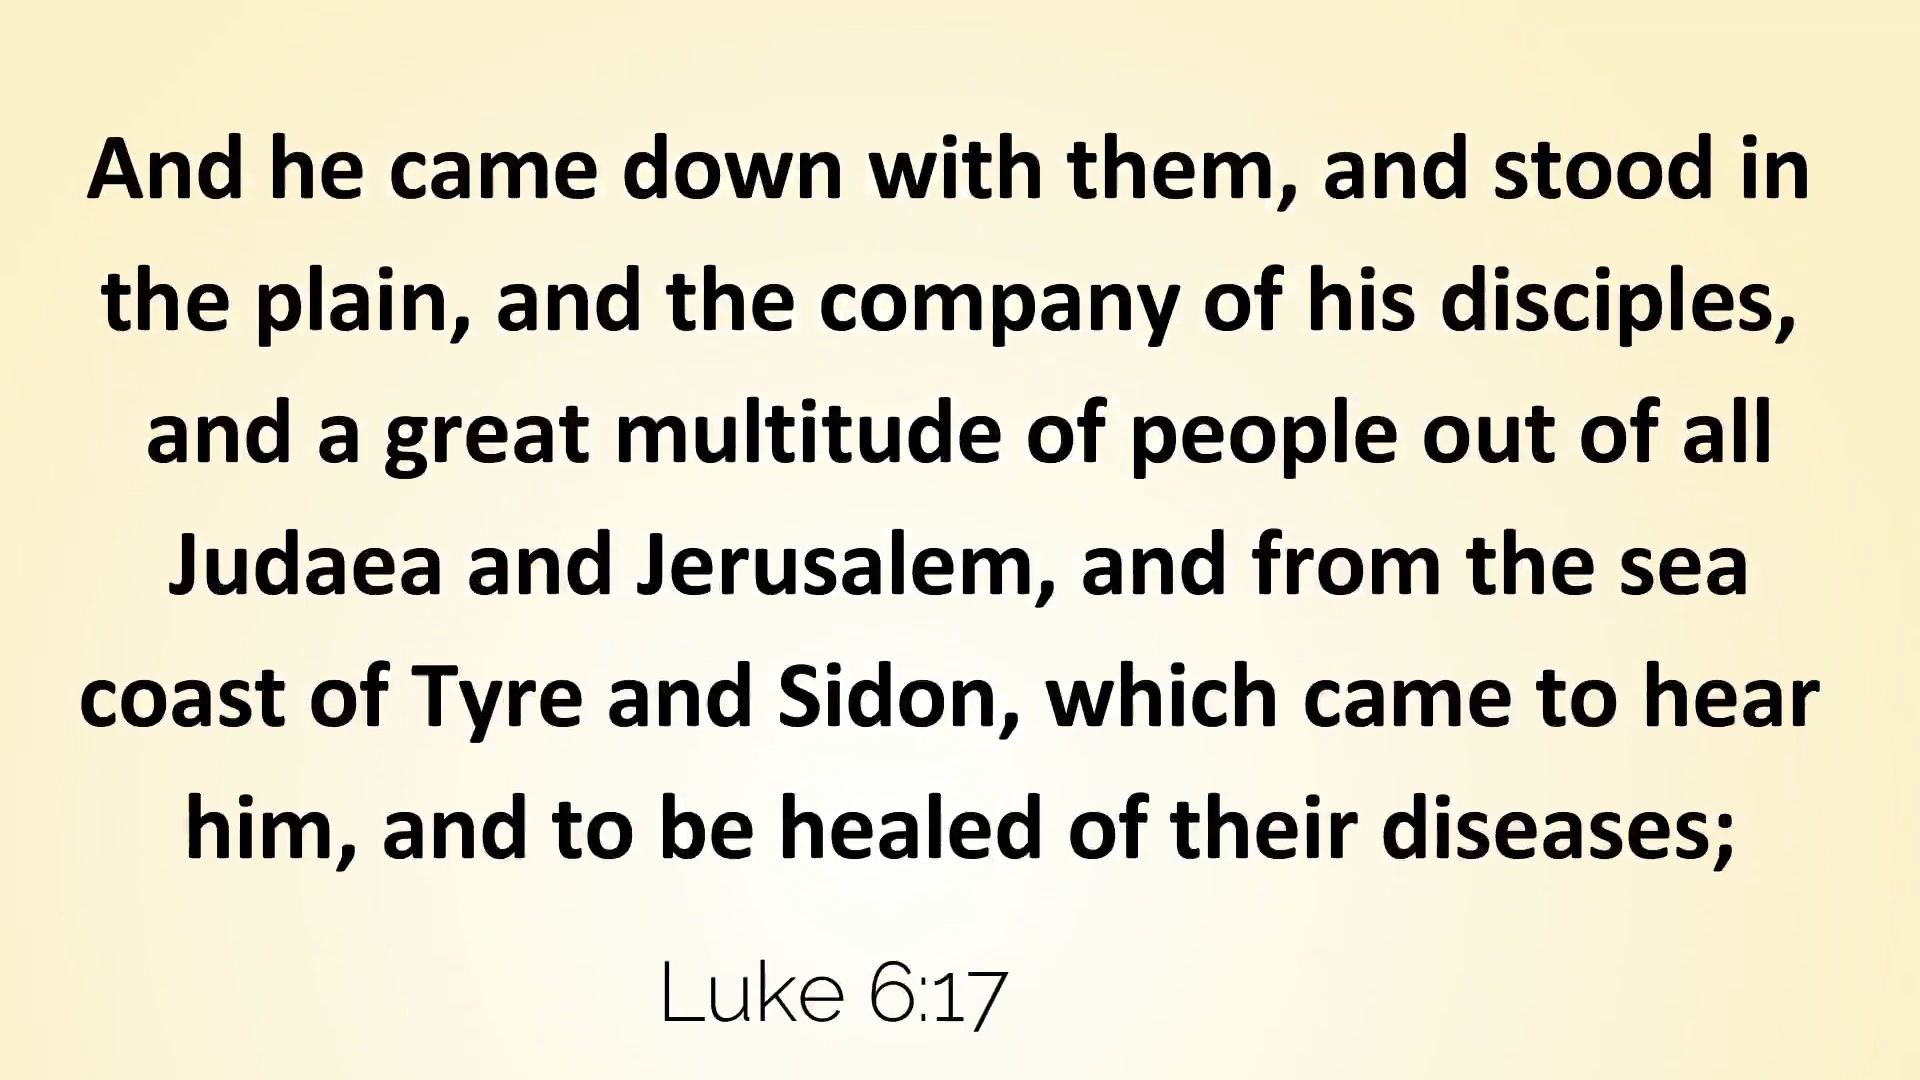 And he came down with them, and stood in
the plain, and the company of his disciples,
and a great multitude of people out of all
Judaea and Jerusalem, and from the sea
coast of Tyre and Sidon, which came to hear
him, and to be healed of their diseases;
Luke 6:17